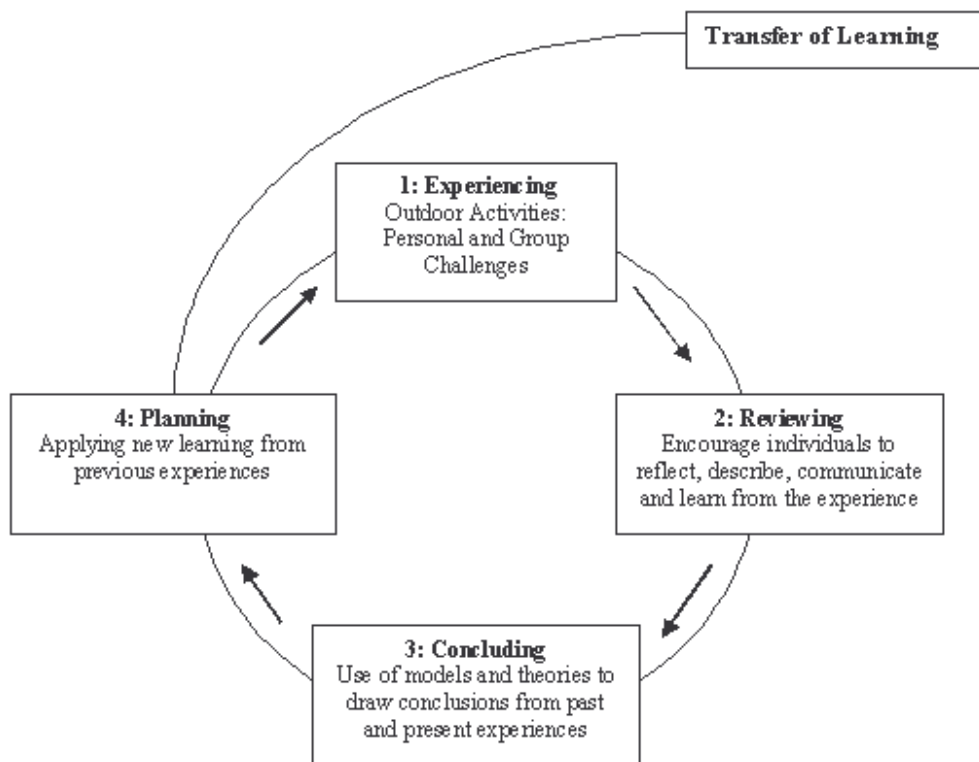 Transfer of Learning
1: Experiencing
Outdoor Activities:
Personal and Group
Challenges
2: Reviewing
Encourage individuals to
reflect, describe, communicate
and learn from the experience
3: Concluding
Use of models and theories to
draw conclusions from past
and present experiences
4: Planning
Applying new learning from
previous experiences